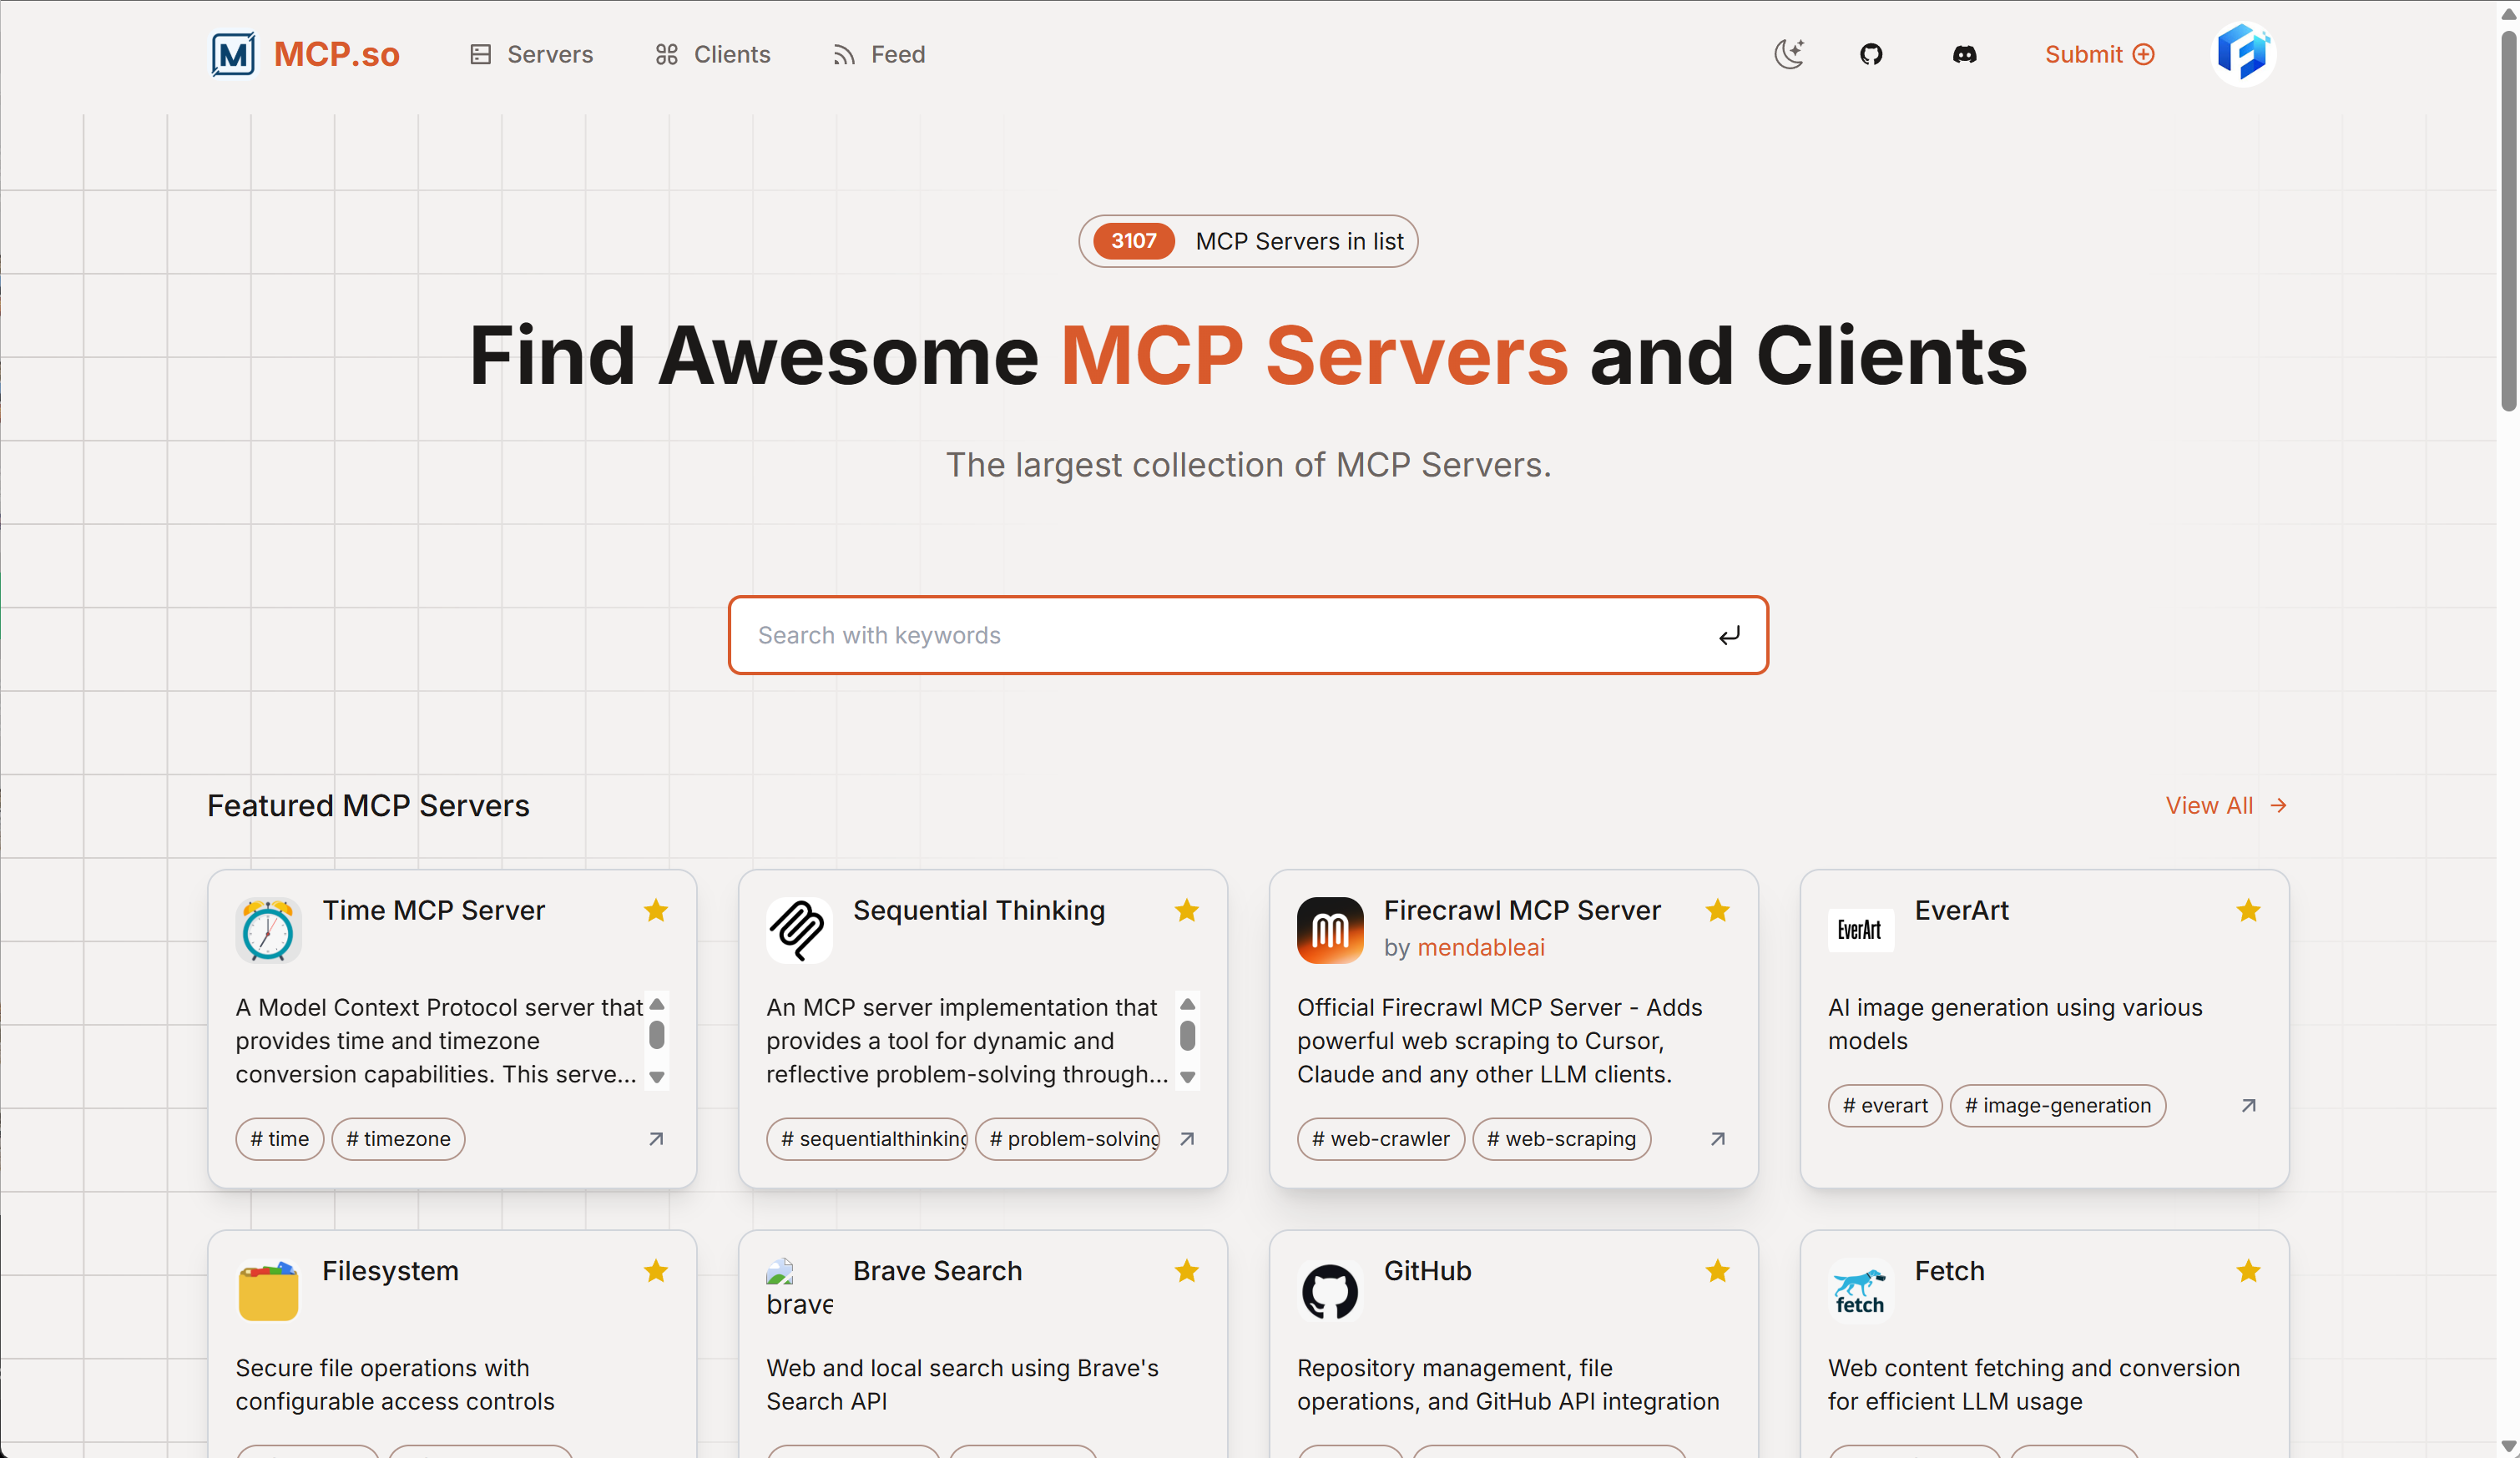 M MCP.so Servers Clients Feed Submit
3107 MCP Servers in list
Find Awesome MCP Servers and Clients
The largest collection of MCP Servers.
Search with keywords
Featured MCP Servers
View All
Time MCP Server
A Model Context Protocol server that
provides time and timezone
conversion capabilities. This serve...
# time # timezone
Sequential Thinking
An MCP server implementation that
provides a tool for dynamic and
reflective problem-solving through...
# sequentialthinking # problem-solving
Firecrawl MCP Server
by mendableai
Official Firecrawl MCP Server - Adds
powerful web scraping to Cursor,
Claude and any other LLM clients.
# web-crawler # web-scraping
EverArt
EverArt
AI image generation using various
models
# everart # image-generation
Filesystem
Secure file operations with
configurable access controls
brave
Brave Search
Web and local search using Brave's
Search API
GitHub
Repository management, file
operations, and GitHub API integration
fetch
Fetch
Web content fetching and conversion
for efficient LLM usage